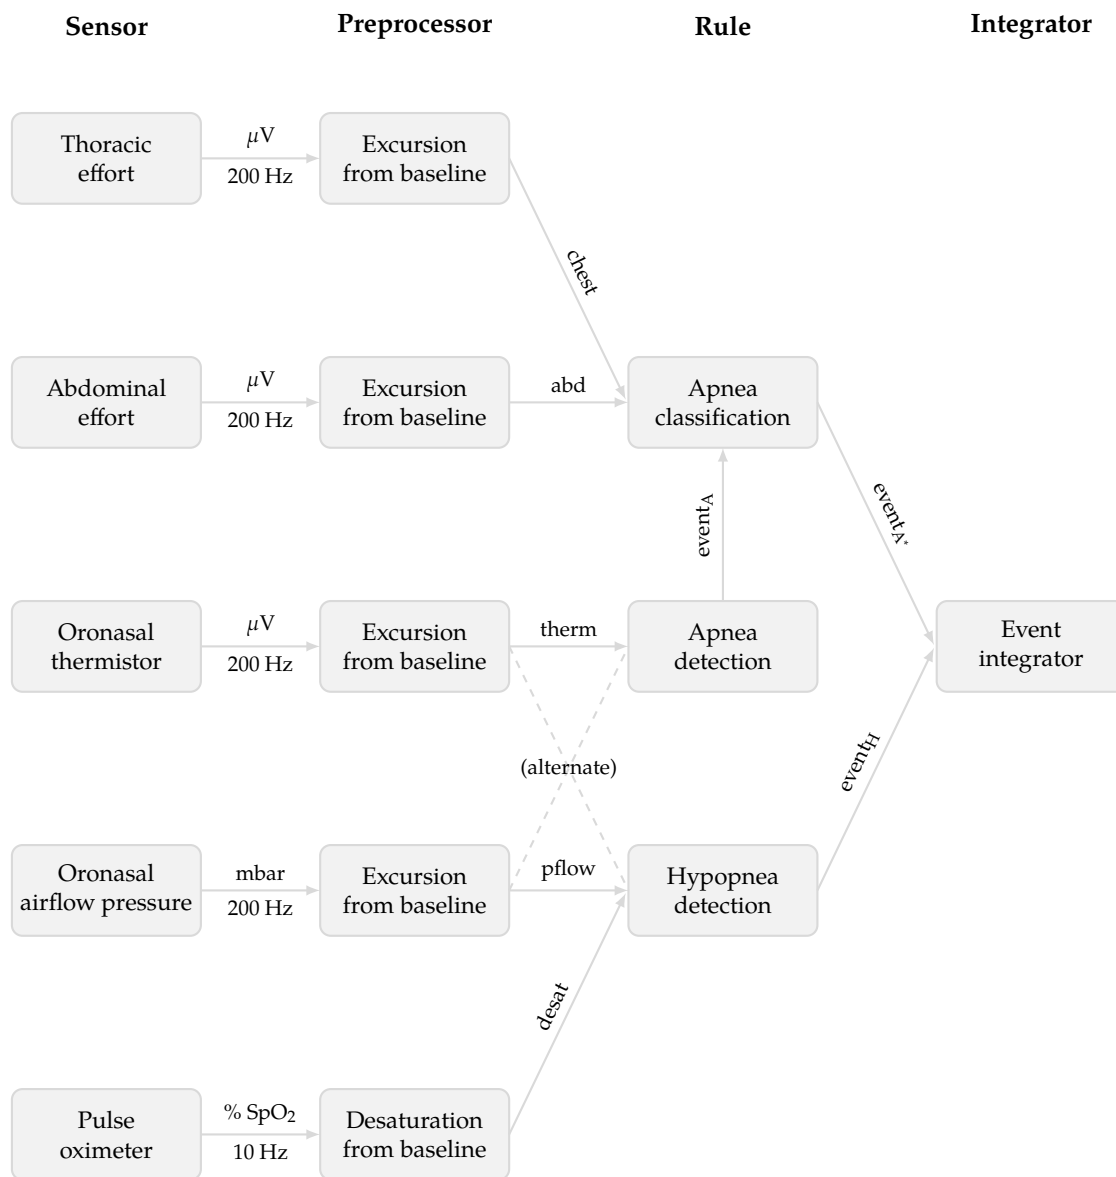 Sensor
Preprocessor
Rule
Integrator
Thoracic
effort
μV
200 Hz
Excursion
from baseline
chest
Abdominal
effort
μV
200 Hz
Excursion
from baseline
abd
Apnea
classification
event_A
event_A*
Oronasal
thermistor
μV
200 Hz
Excursion
from baseline
therm
Apnea
detection
Event
integrator
(alternate)
event_H
Oronasal
airflow pressure
mbar
200 Hz
Excursion
from baseline
pflow
Hypopnea
detection
desat
Pulse
oximeter
% SpO₂
10 Hz
Desaturation
from baseline